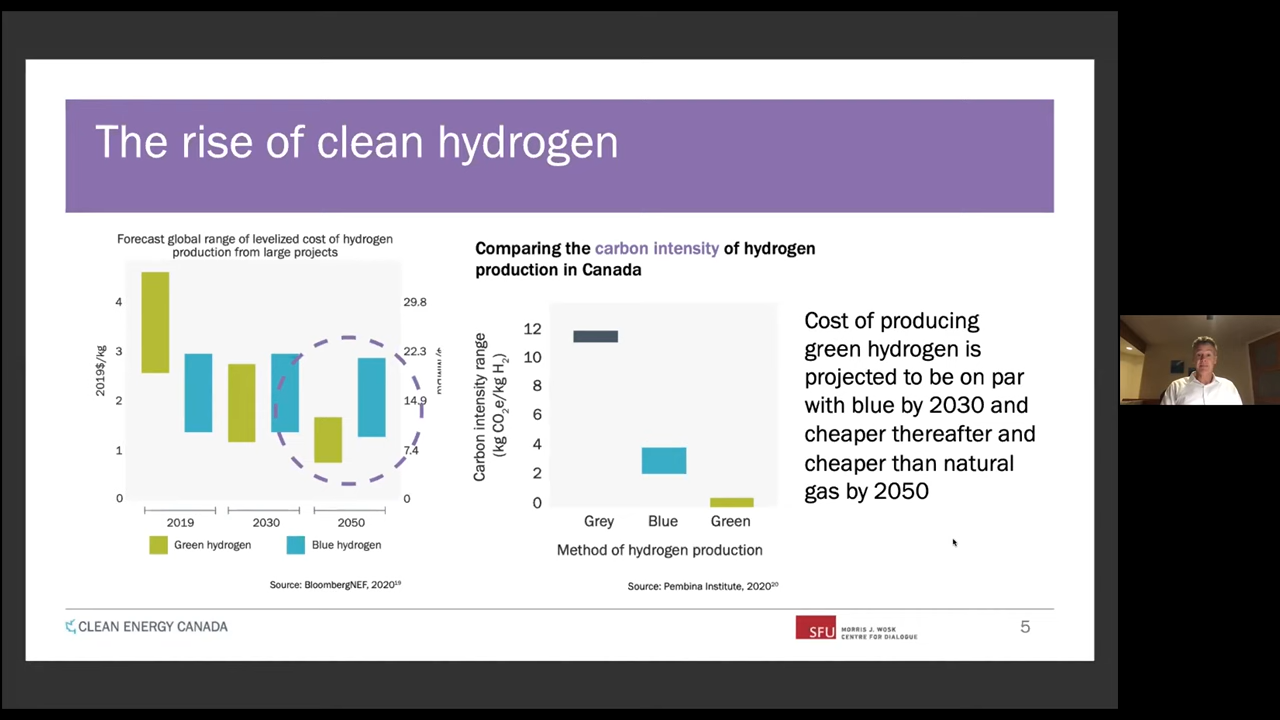 The rise of clean hydrogen
Forecast global range of levelized cost of hydrogen
production from large projects
2019$/kg
4
3
2
1
0
29.8
22.3
14.9
7.4
0
2019
2030
2050
Green hydrogen
Blue hydrogen
Source: BloombergNEF, 2020¹⁹
Comparing the carbon intensity of hydrogen
production in Canada
Carbon intensity range
(kg CO₂e/kg H₂)
12
10
8
6
4
2
0
Grey
Blue
Green
Method of hydrogen production
Source: Pembina Institute, 2020²⁰
Cost of producing
green hydrogen is
projected to be on par
with blue by 2030 and
cheaper thereafter and
cheaper than natural
gas by 2050
CLEAN ENERGY CANADA
SFU
MORRIS J. WOSK
CENTRE FOR DIALOGUE
5